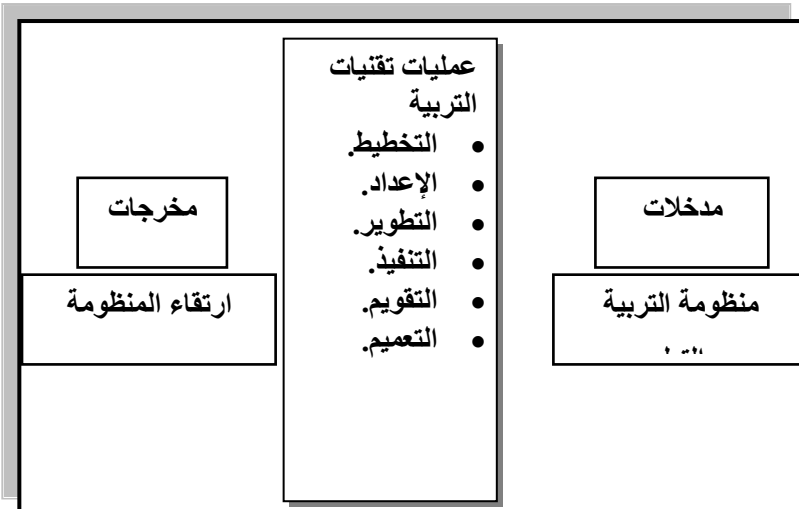 مدخلات
منظومة التربية
عمليات تقنيات
التربية
• التخطيط.
• الإعداد.
• التطوير.
• التنفيذ.
• التقويم.
• التعميم.
مخرجات
ارتقاء المنظومة